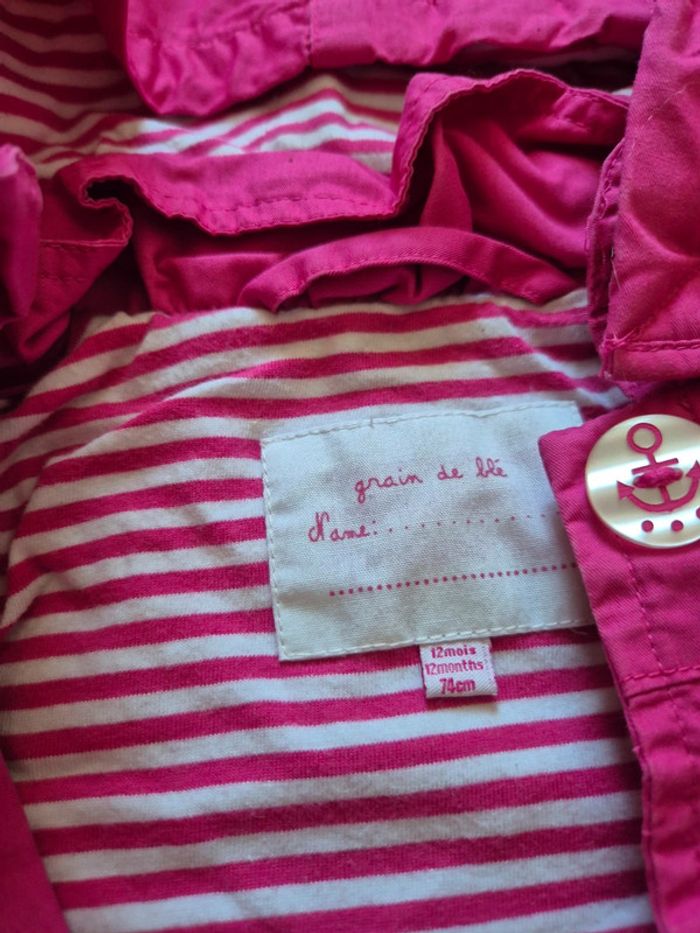 grain de blé
Name:
12mois
12months
74cm